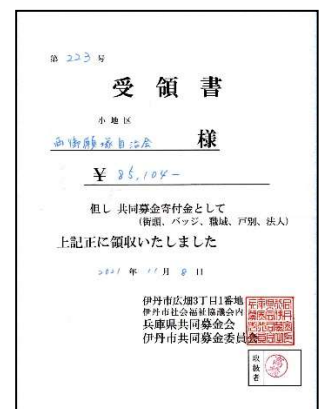 第 223 号
受領書
小地区
西御願塚自治会 様
¥ 85,104-
但し 共同募金寄付金として
(街頭、バッジ、職域、戸別、法人)
上記正に領収いたしました
2021 年 11 月 8 日
伊丹市広畑3丁目1番地
伊丹市社会福祉協議会内
兵庫県共同募金会
伊丹市共同募金委員会
収救者